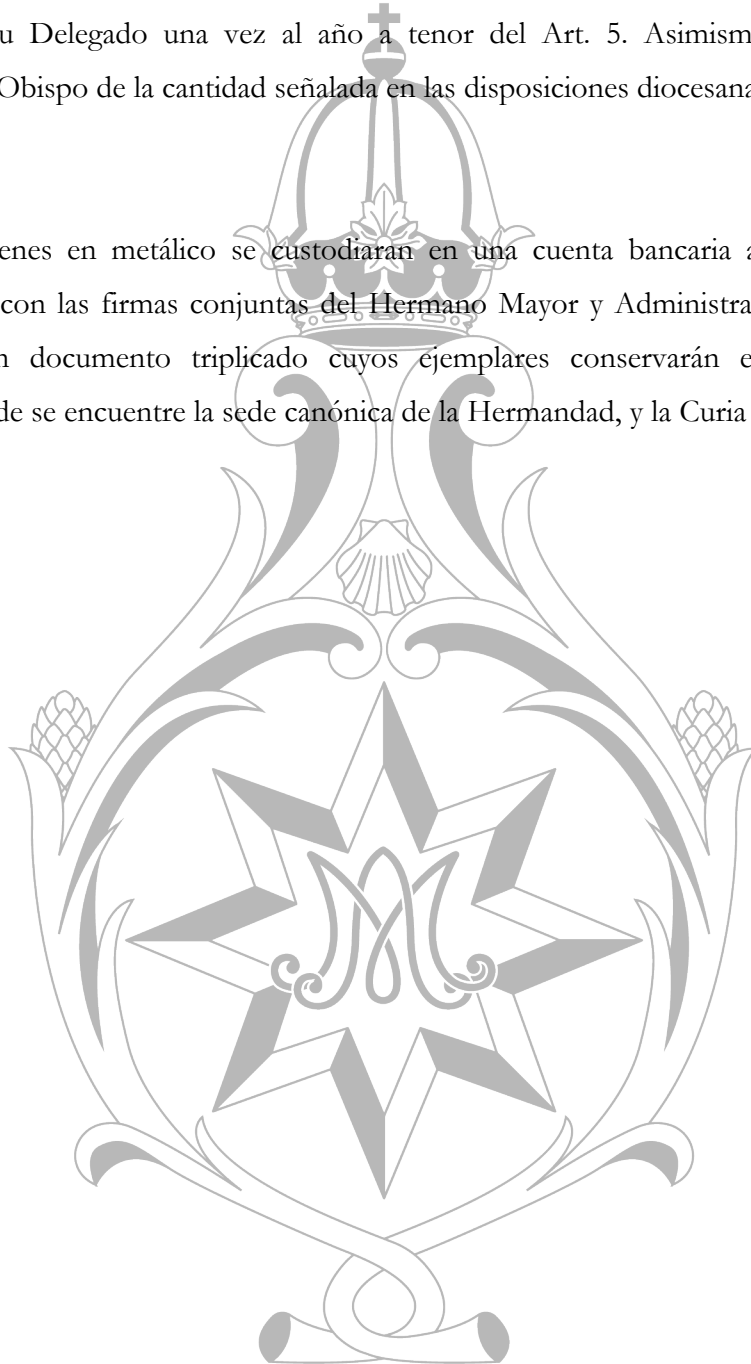 u Delegado una vez al año a tenor del Art. 5. Asimism
Obispo de la cantidad señalada en las disposiciones diocesana
enes en metálico se custodiarán en una cuenta bancaria a
con las firmas conjuntas del Hermano Mayor y Administra
n documento triplicado cuyos ejemplares conservarán e
de se encuentre la sede canónica de la Hermandad, y la Curia